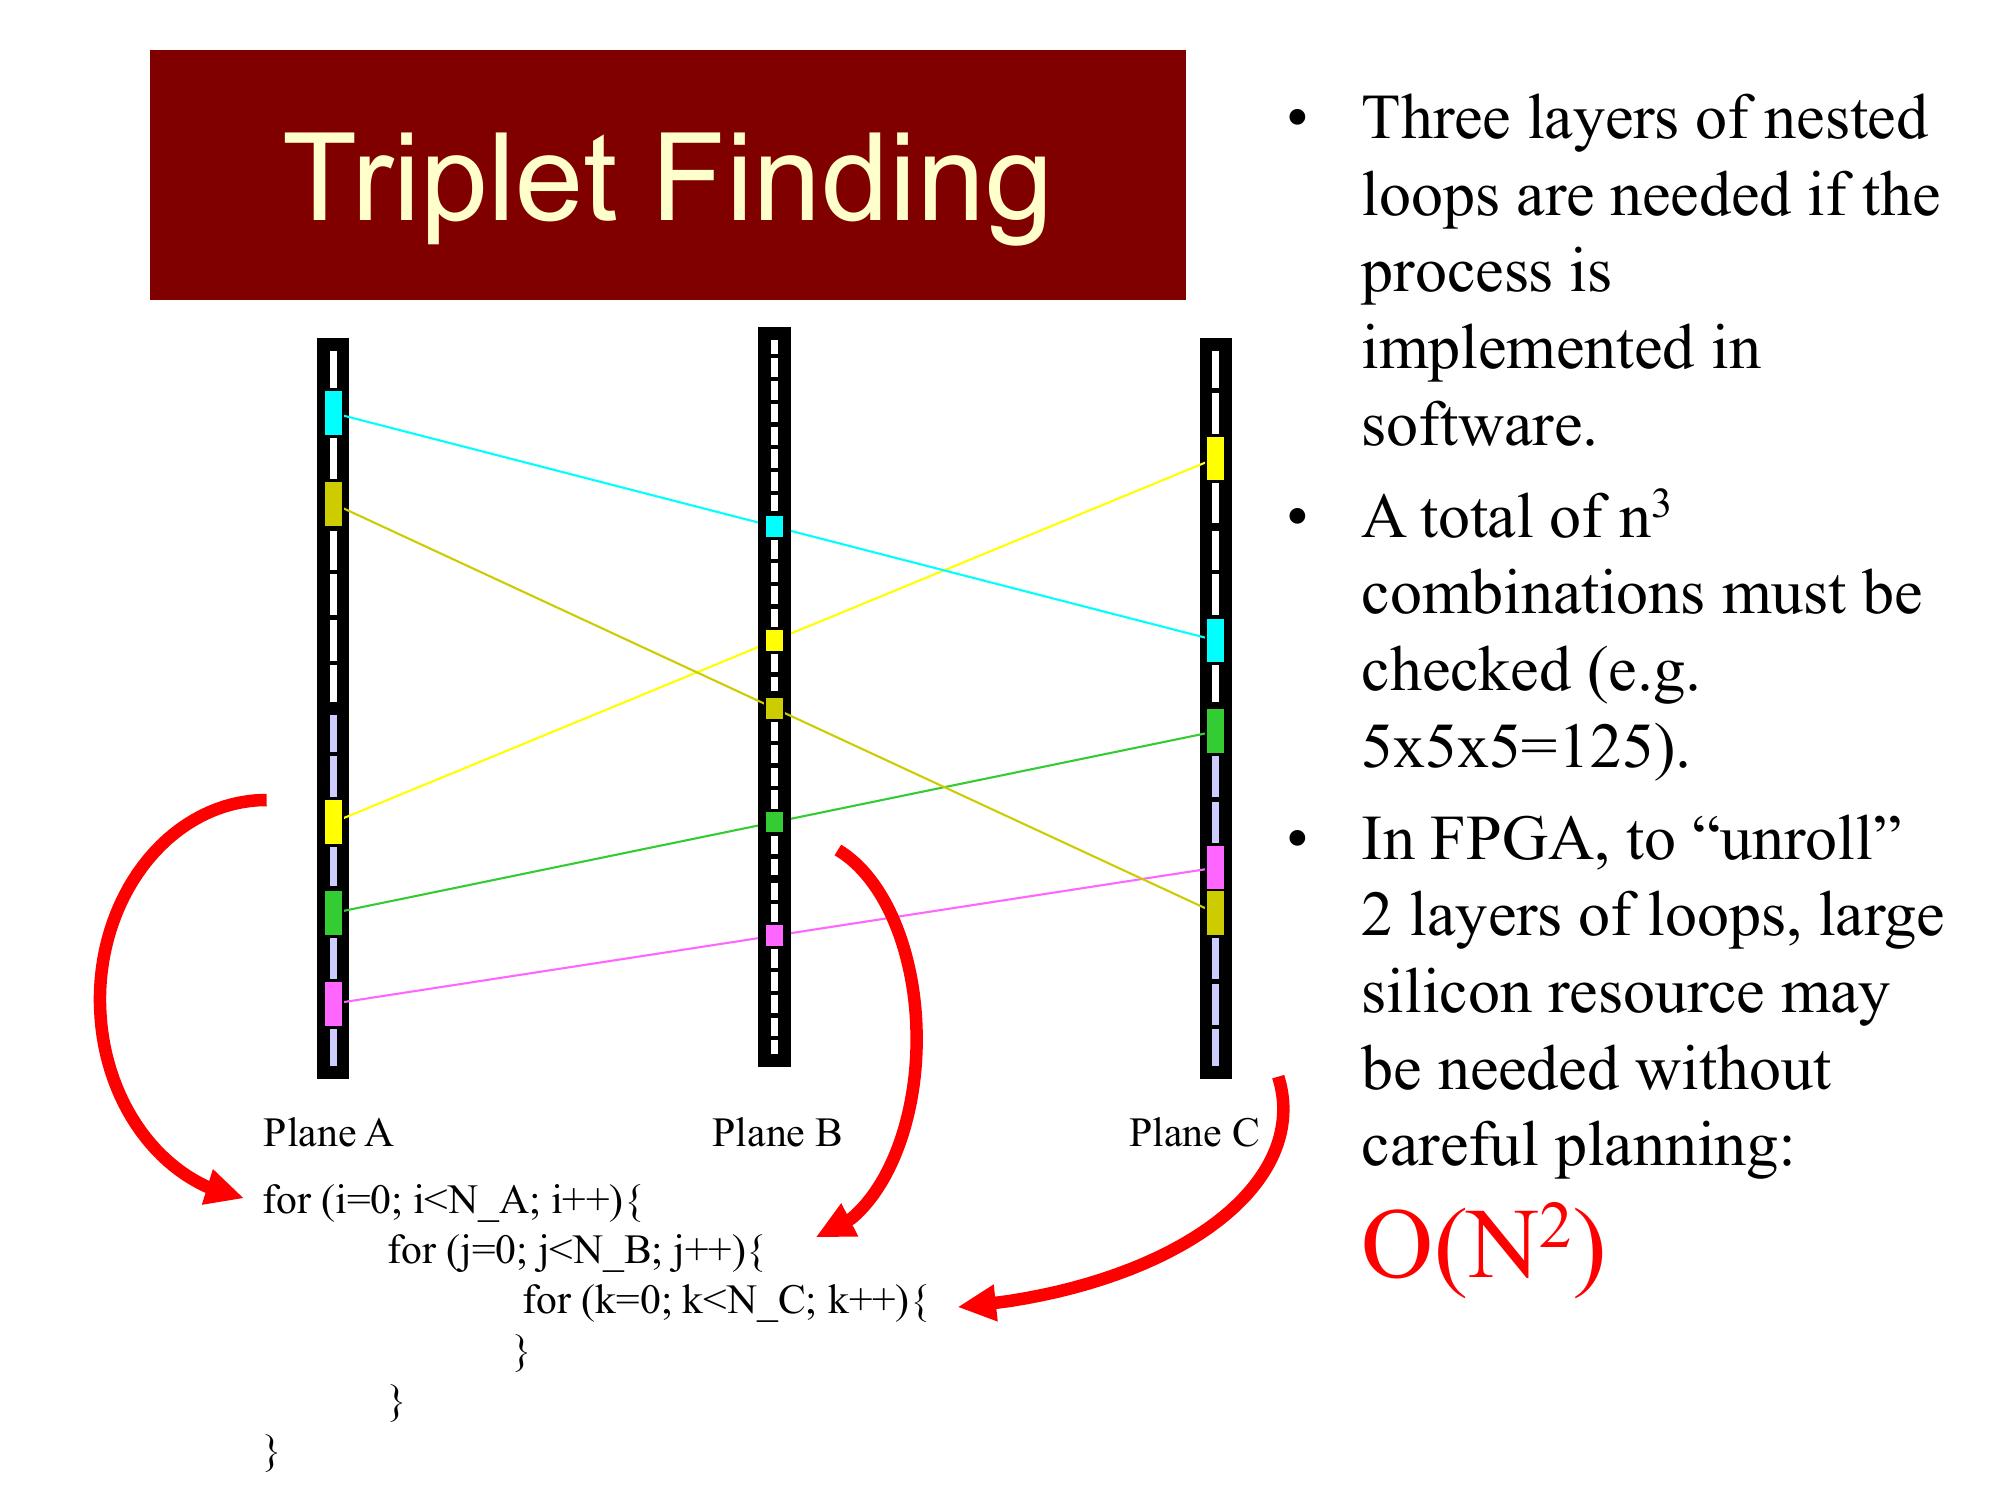 Triplet Finding
• Three layers of nested
loops are needed if the
process is
implemented in
software.
• A total of n³
combinations must be
checked (e.g.
5x5x5=125).
• In FPGA, to “unroll”
2 layers of loops, large
silicon resource may
be needed without
careful planning:
O(N²)
Plane A
Plane B
Plane C
for (i=0; i<N_A; i++){
for (j=0; j<N_B; j++){
for (k=0; k<N_C; k++){
}
}
}